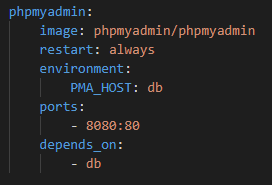 phpmyadmin:
    image: phpmyadmin/phpmyadmin
    restart: always
    environment:
        PMA_HOST: db
    ports:
        - 8080:80
    depends_on:
        - db